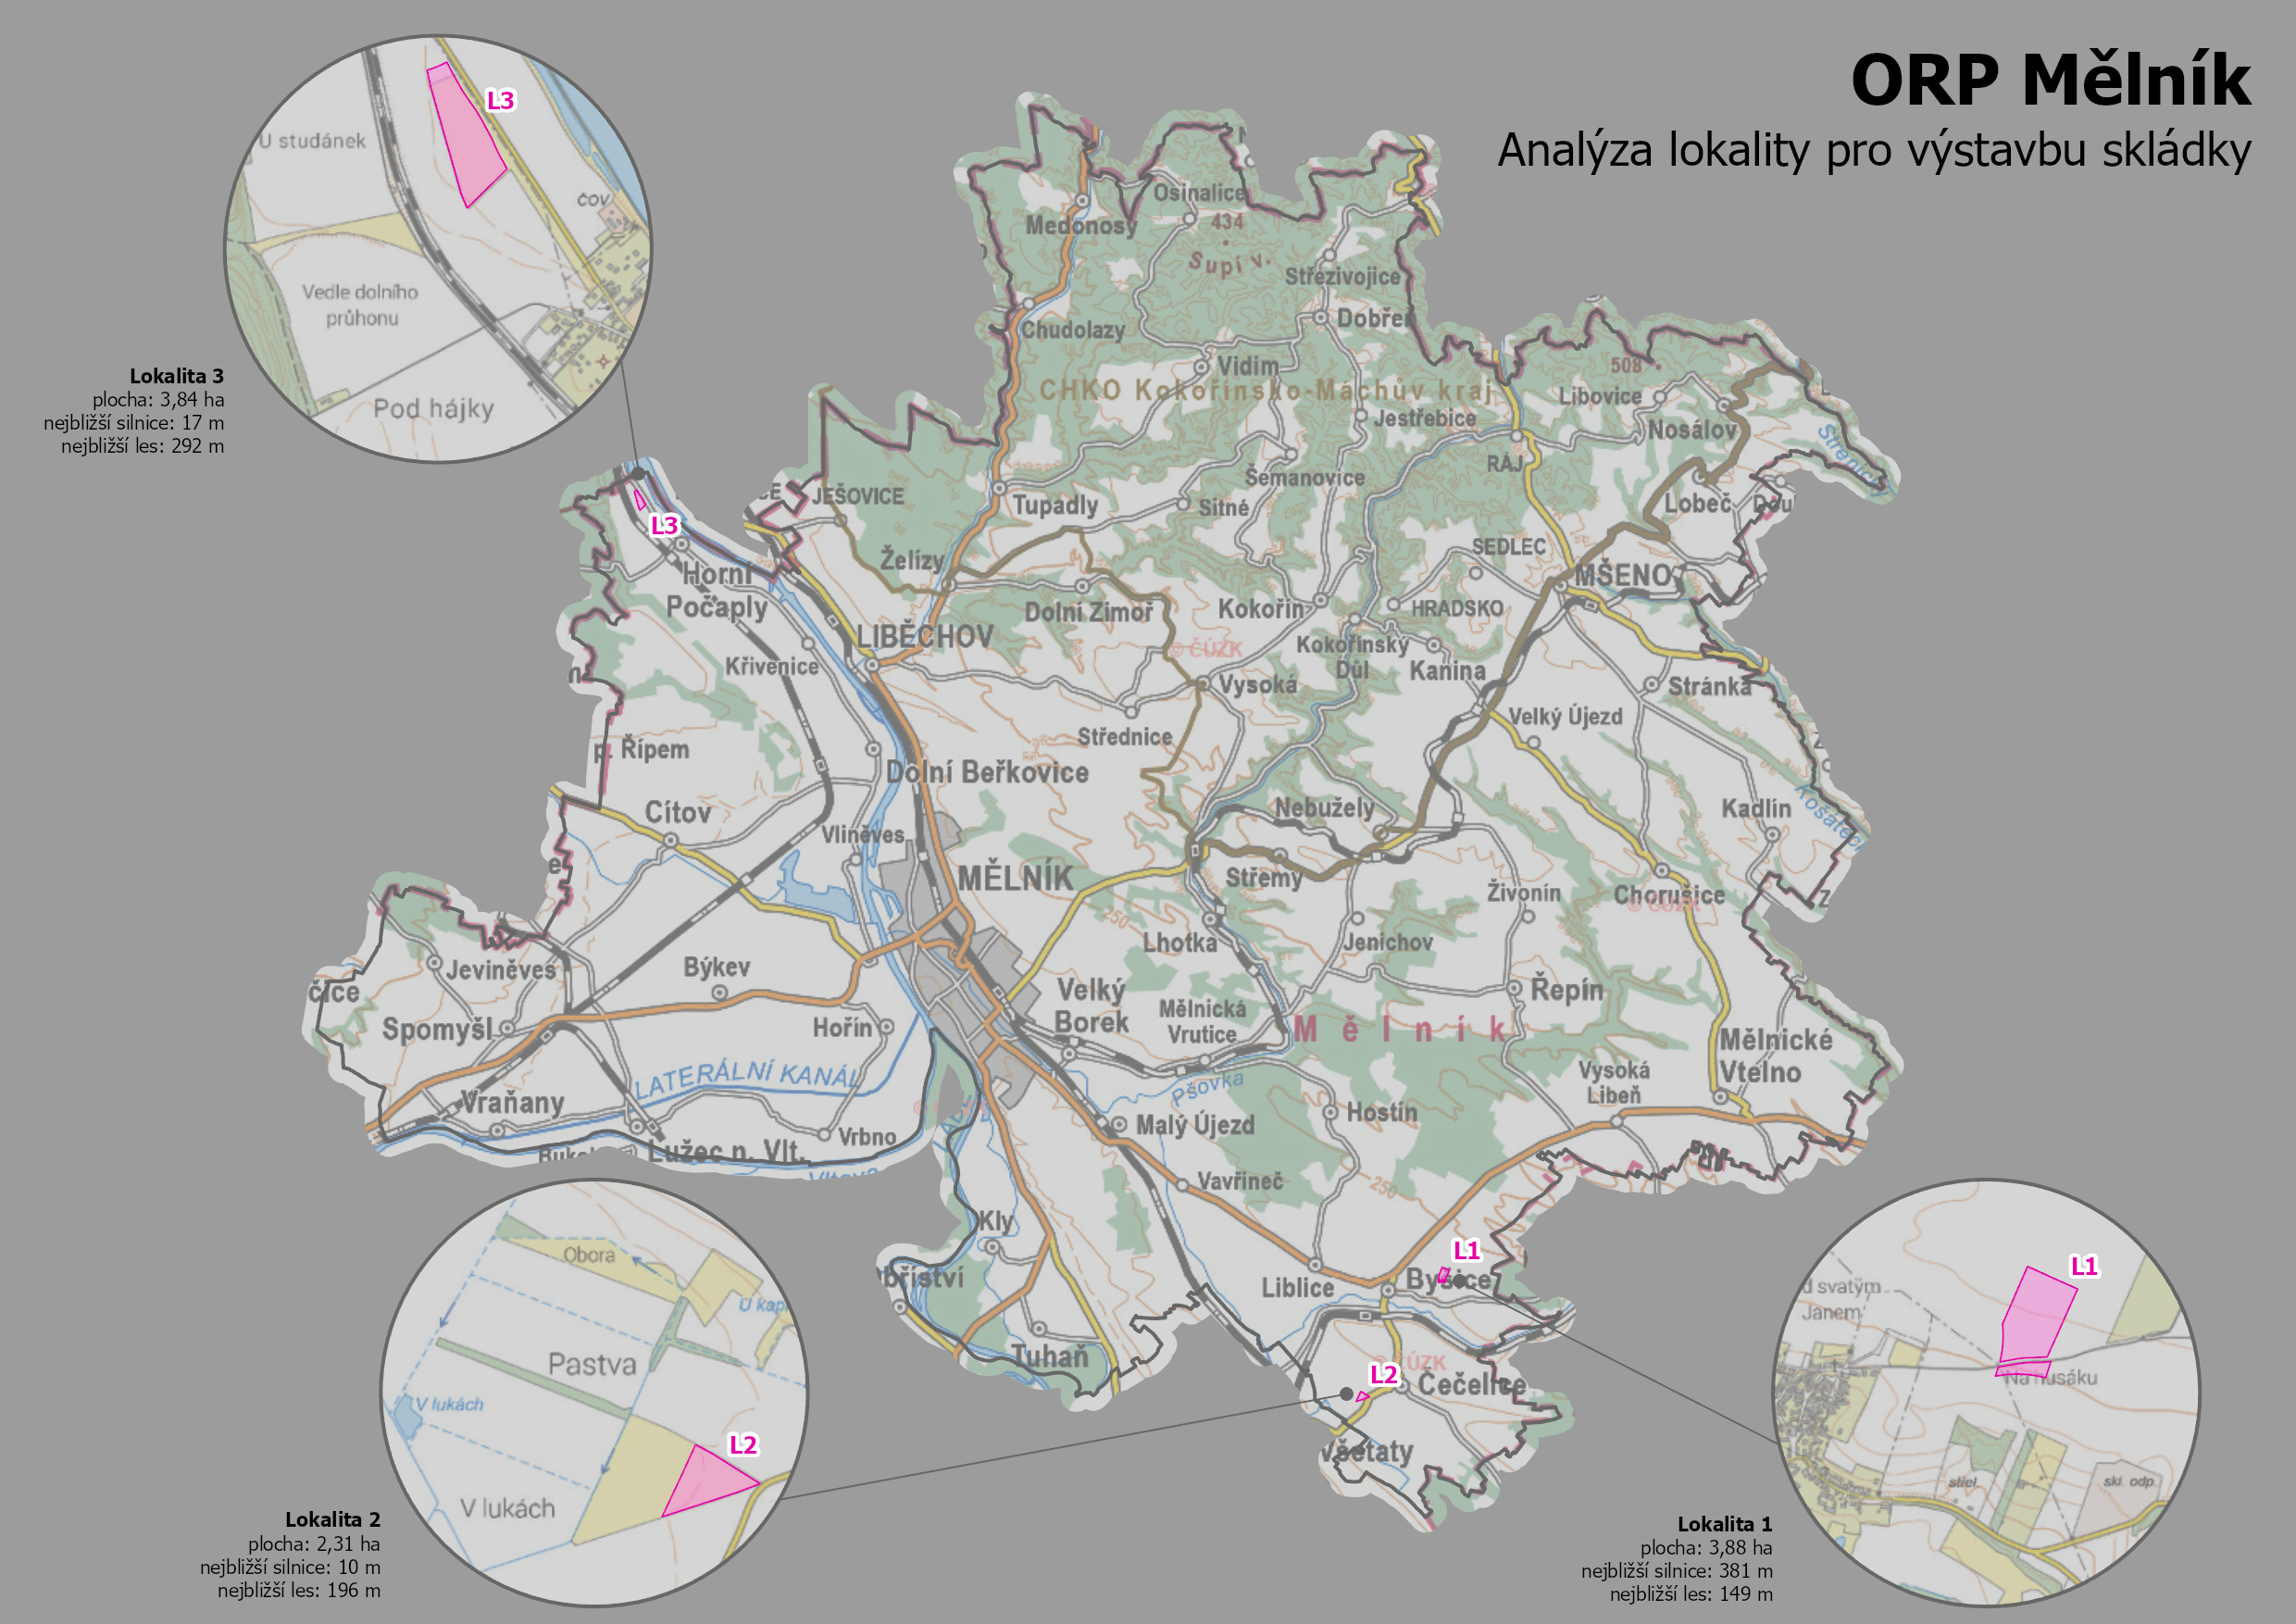 ORP Mělník
Analýza lokality pro výstavbu skládky
L3
U studánek
ČOV
Vedle dolního
průhonu
Pod hájky
Lokalita 3
plocha: 3,84 ha
nejbližší silnice: 17 m
nejbližší les: 292 m
Osinalice
Medonosy
434
Supí v.
Střezivojice
Chudolazy
Dobřeň
Vidim
508
CHKO Kokořínsko-Máchův kraj
Libovice
Jestřebice
Nosálov
Strenický
RÁJ
Šemanovice
JEŠOVICE
Tupadly
Sitné
Lobeč
Dou
L3
Želízy
SEDLEC
Horní
Počaply
MŠENO
Dolní Zimoř
Kokořín
HRADSKO
LIBĚCHOV
© ČÚZK
Kokořínský
Důl
Kanina
Křivenice
Vysoká
Stránka
Velký Újezd
Střednice
p. Řípem
Dolní Beřkovice
Cítov
Nebužely
Kadlín
Vliněves
MĚLNÍK
Střemy
Živonín
Chorušice
© ČÚZK
250
Lhotka
Jenichov
Býkev
Jeviněves
čice
Velký
Borek
Řepín
Spomyšl
Hořín
Mělnická
Vrutice
Mělník
Mělnické
Vtelno
LATERÁLNÍ KANÁL
Vysoká
Libeň
Pšovka
Vraňany
Hostín
Malý Újezd
Vrbno
Lužec n. Vlt.
Vavřineč
250
Kly
L1
Byšice
bříství
Liblice
Tuhaň
© ČÚZK
L2
Čečelice
Všetaty
Obora
U kapl
Pastva
V lukách
L2
V lukách
Lokalita 2
plocha: 2,31 ha
nejbližší silnice: 10 m
nejbližší les: 196 m
L1
d svatým
Janem
Na husáku
střel.
skl. odp.
Lokalita 1
plocha: 3,88 ha
nejbližší silnice: 381 m
nejbližší les: 149 m